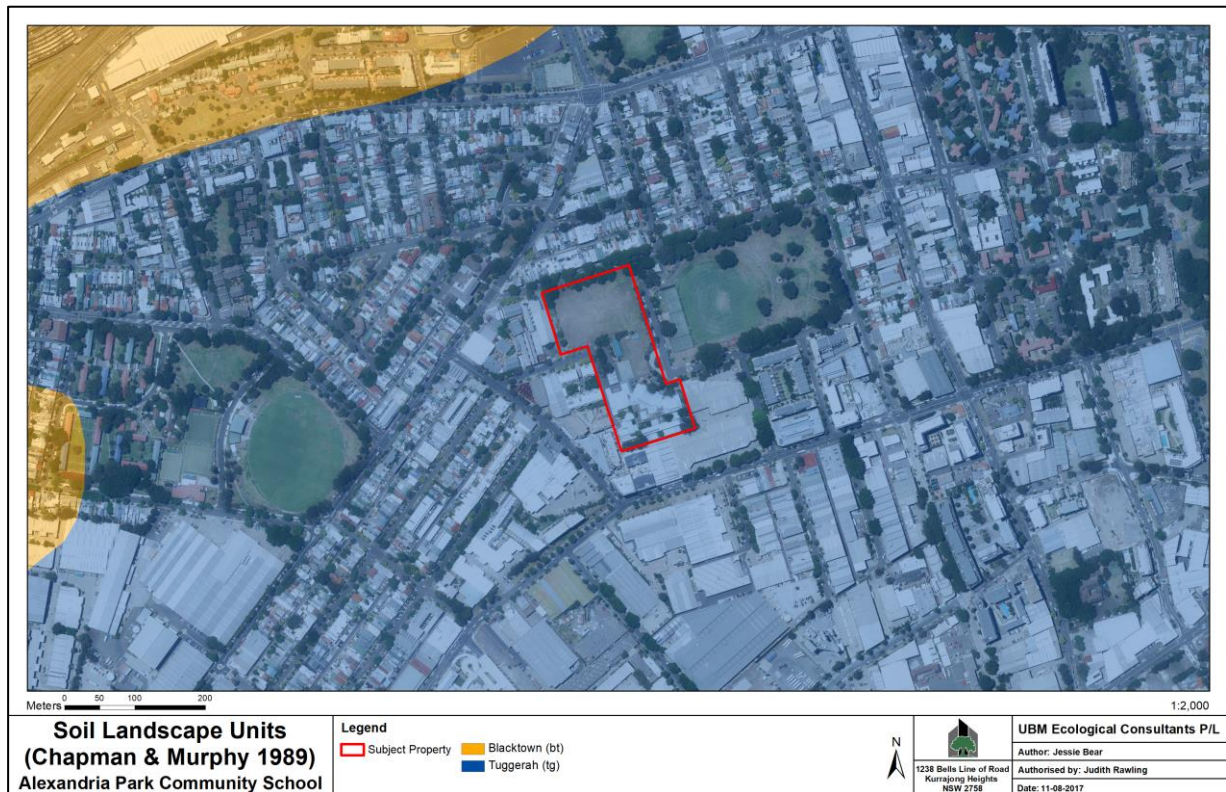 Meters 0 50 100 200
1:2,000
Soil Landscape Units
(Chapman & Murphy 1989)
Alexandria Park Community School
Legend
Subject Property
Blacktown (bt)
Tuggerah (tg)
N
1238 Bells Line of Road
Kurrajong Heights
NSW 2758
UBM Ecological Consultants P/L
Author: Jessie Bear
Authorised by: Judith Rawling
Date: 11-08-2017